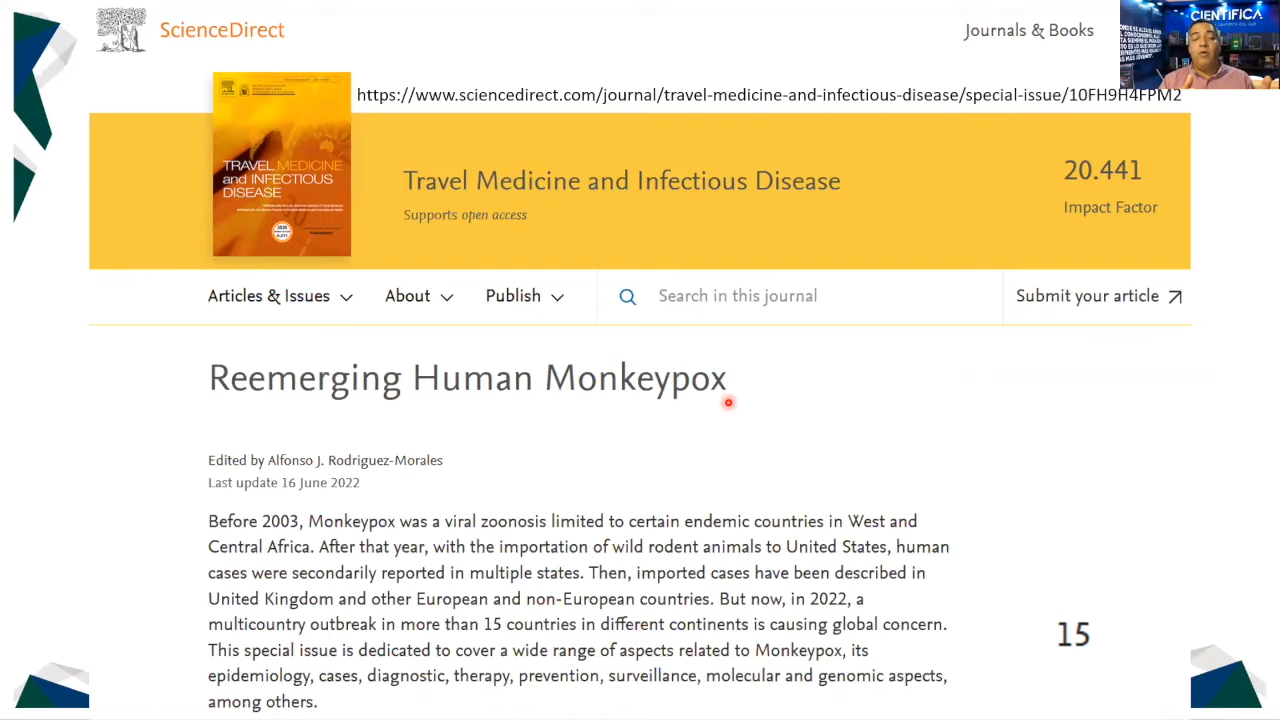 ScienceDirect
Journals & Books
CIENTÍFICA
https://www.sciencedirect.com/journal/travel-medicine-and-infectious-disease/special-issue/10FH9H4FPM2
TRAVEL MEDICINE
and INFECTIOUS
DISEASE
Travel Medicine and Infectious Disease
Supports open access
20.441
Impact Factor
Articles & Issues
About
Publish
Search in this journal
Submit your article
Reemerging Human Monkeypox
Edited by Alfonso J. Rodriguez-Morales
Last update 16 June 2022
Before 2003, Monkeypox was a viral zoonosis limited to certain endemic countries in West and
Central Africa. After that year, with the importation of wild rodent animals to United States, human
cases were secondarily reported in multiple states. Then, imported cases have been described in
United Kingdom and other European and non-European countries. But now, in 2022, a
multicountry outbreak in more than 15 countries in different continents is causing global concern.
This special issue is dedicated to cover a wide range of aspects related to Monkeypox, its
epidemiology, cases, diagnostic, therapy, prevention, surveillance, molecular and genomic aspects,
among others.
15